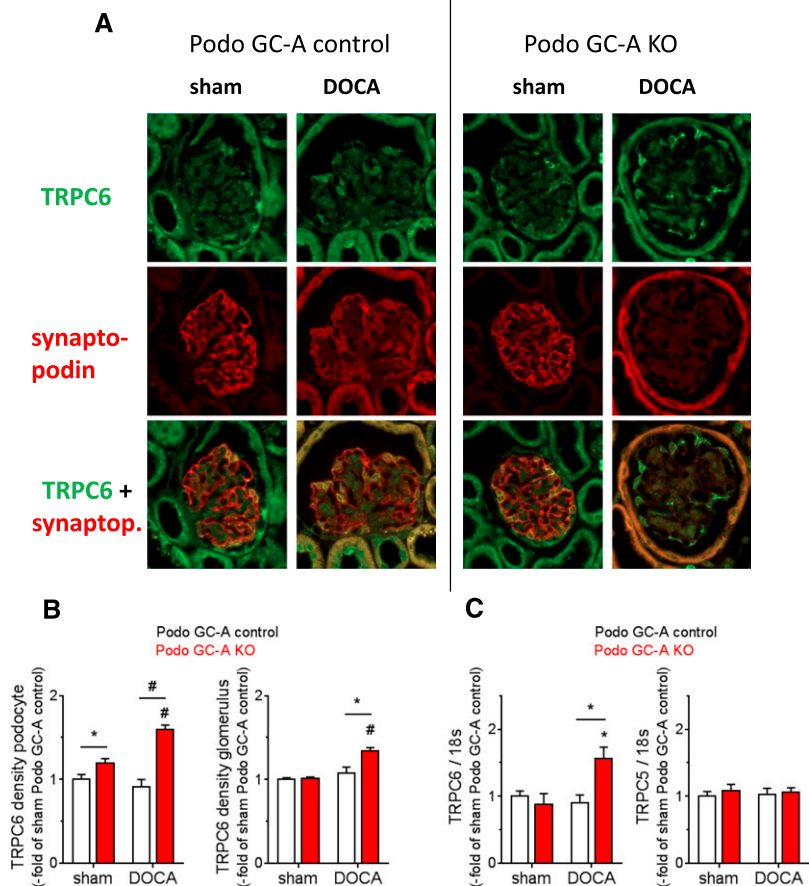 A
Podo GC-A control
Podo GC-A KO
sham
DOCA
sham
DOCA
TRPC6
synapto-
podin
TRPC6 +
synaptop.
B
Podo GC-A control
Podo GC-A KO
TRPC6 density podocyte
(-fold of sham Podo GC-A control)
2
1
0
*
#
#
sham
DOCA
TRPC6 density glomerulus
(-fold of sham Podo GC-A control)
2
1
0
*
#
sham
DOCA
C
Podo GC-A control
Podo GC-A KO
TRPC6 / 18s
(-fold of sham Podo GC-A control)
2
1
0
*
*
sham
DOCA
TRPC5 / 18s
(-fold of sham Podo GC-A control)
2
1
0
sham
DOCA